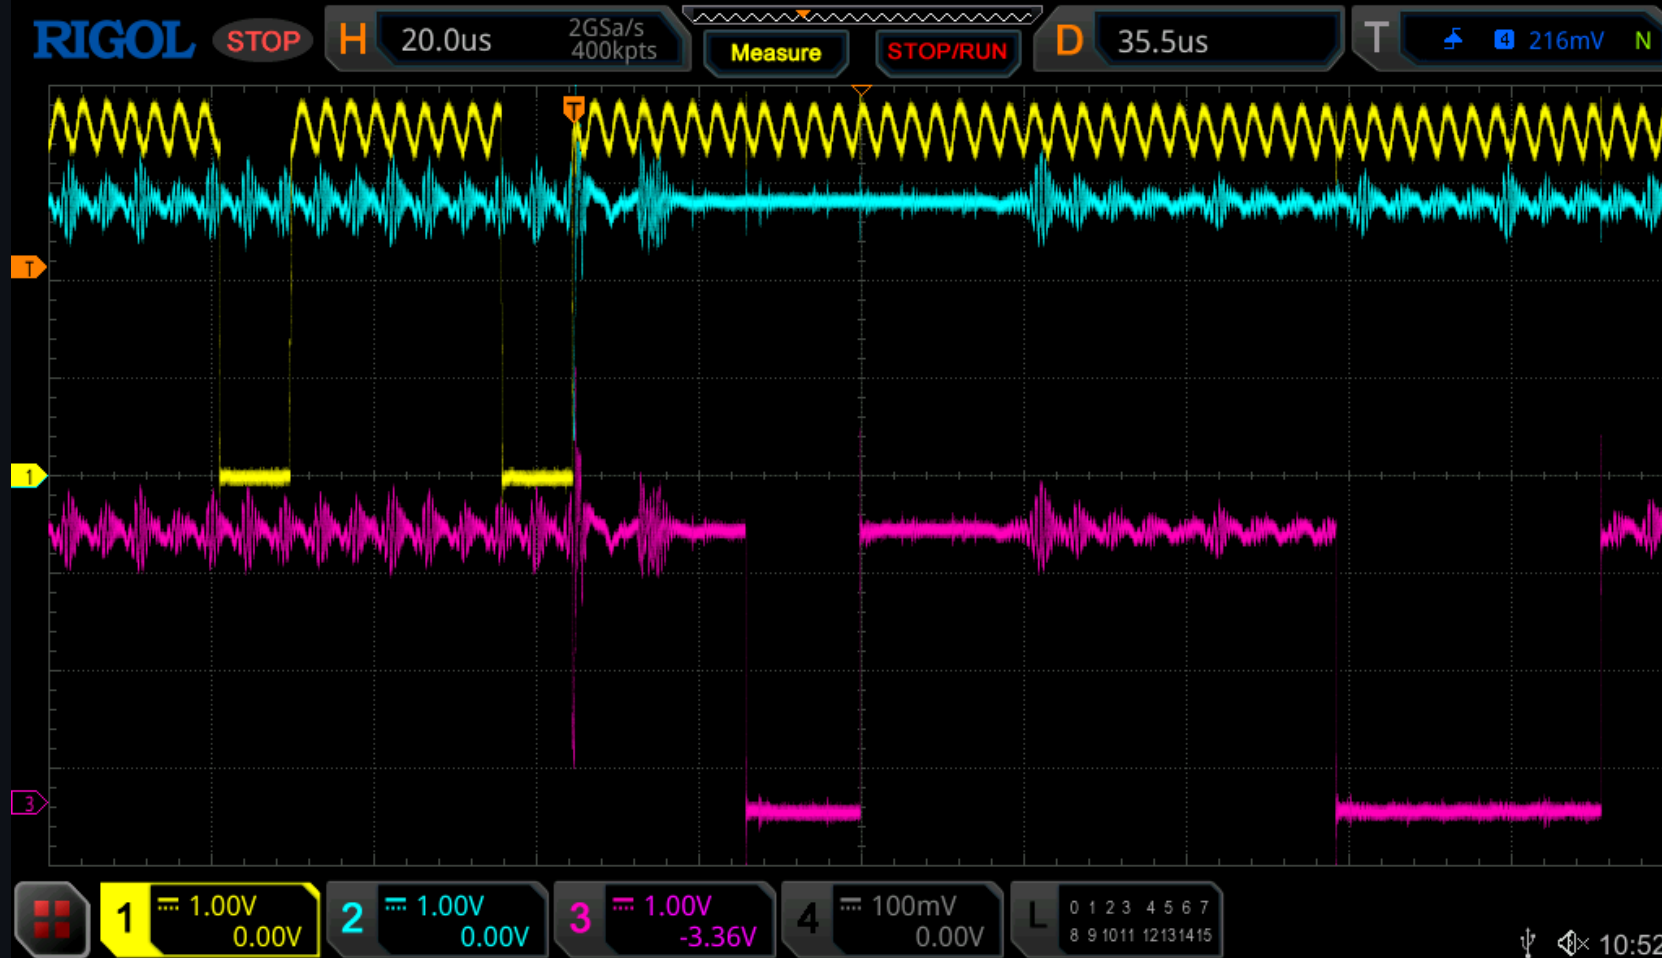 RIGOL STOP H 20.0us 2GSa/s 400kpts Measure STOP/RUN D 35.5us T 4 216mV N
T
T
1
3
1 1.00V 0.00V 2 1.00V 0.00V 3 1.00V -3.36V 4 100mV 0.00V L 0 1 2 3 4 5 6 7
8 9 10 11 12 13 14 15
10:52